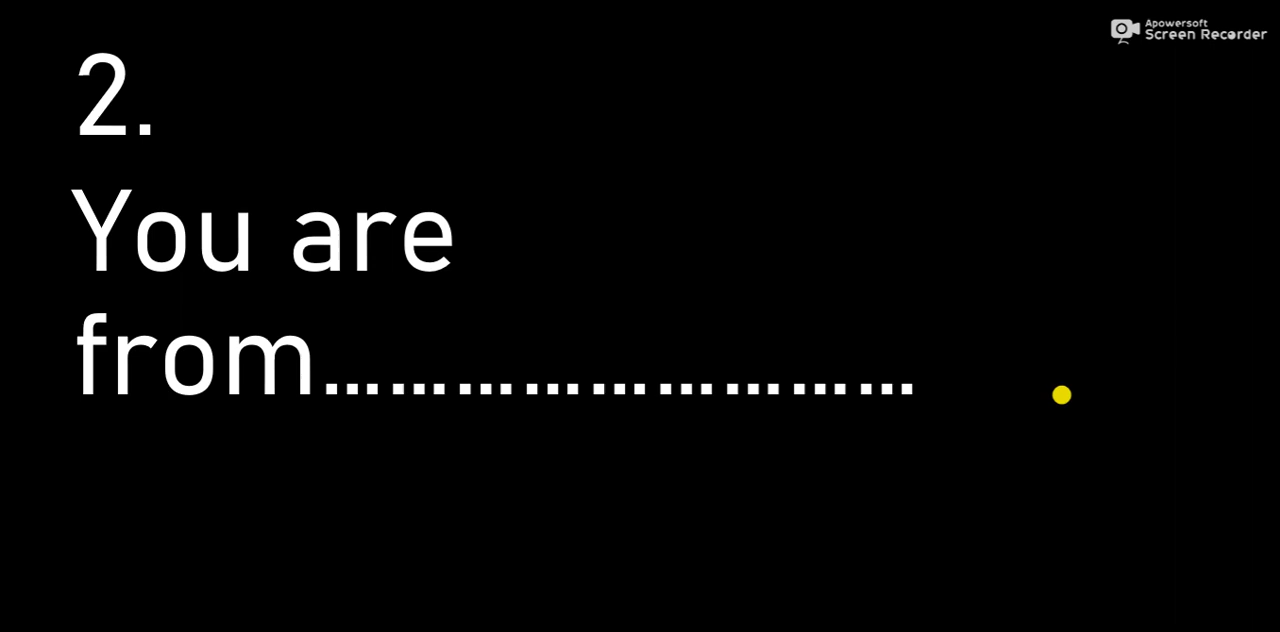 Apowersoft
Screen Recorder
2.
You are
from...........................